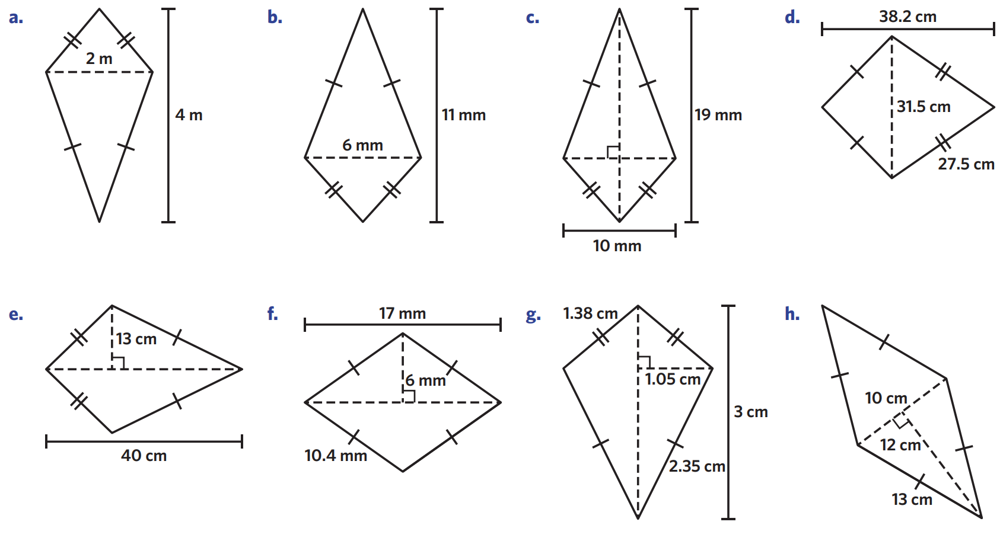 a.
2 m
4 m
b.
6 mm
11 mm
c.
19 mm
10 mm
d.
38.2 cm
31.5 cm
27.5 cm
e.
13 cm
40 cm
f.
17 mm
6 mm
10.4 mm
g.
1.38 cm
1.05 cm
2.35 cm
3 cm
h.
10 cm
12 cm
13 cm